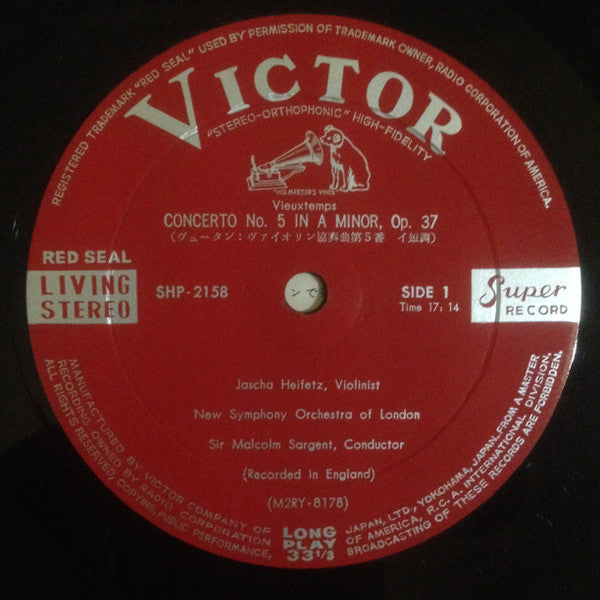 REGISTERED TRADEMARK "RED SEAL" USED BY PERMISSION OF TRADEMARK OWNER, RADIO CORPORATION OF AMERICA.
VICTOR
"STEREO-ORTHOPHONIC" HIGH-FIDELITY
"HIS MASTER'S VOICE"
Vieuxtemps
CONCERTO No. 5 IN A MINOR, Op. 37
(ヴュータン:ヴァイオリン協奏曲第5番 イ短調)
RED SEAL
LIVING STEREO
SHP-2158
ンで
SIDE 1
Time 17:14
Super
RECORD
Jascha Heifetz, Violinist
New Symphony Orchestra of London
Sir Malcolm Sargent, Conductor
(Recorded in England)
(M2RY-8178)
LONG
PLAY
33 1/3
MANUFACTURED BY VICTOR COMPANY OF JAPAN, LTD., YOKOHAMA, JAPAN. FROM A MASTER
RECORDING OWNED BY RADIO CORPORATION OF AMERICA, R.C.A. INTERNATIONAL DIVISION.
ALL RIGHTS RESERVED. COPYING, PUBLIC PERFORMANCE, BROADCASTING OF THESE RECORDS ARE FORBIDDEN.